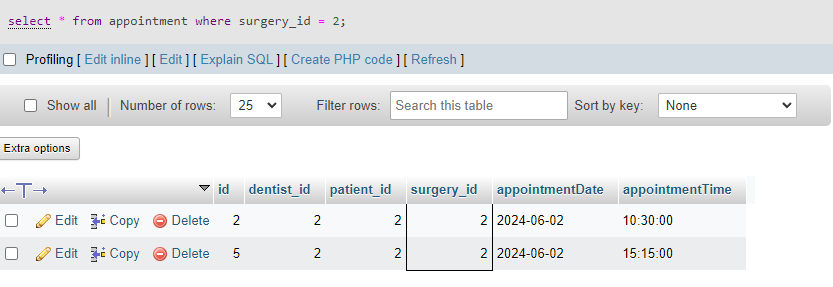 select * from appointment where surgery_id = 2;
Profiling [ Edit inline ] [ Edit ] [ Explain SQL ] [ Create PHP code ] [ Refresh ]
Show all | Number of rows: 25 Filter rows: Search this table Sort by key: None
Extra options
←T→ id dentist_id patient_id surgery_id appointmentDate appointmentTime
Edit Copy Delete 2 2 2 2 2024-06-02 10:30:00
Edit Copy Delete 5 2 2 2 2024-06-02 15:15:00